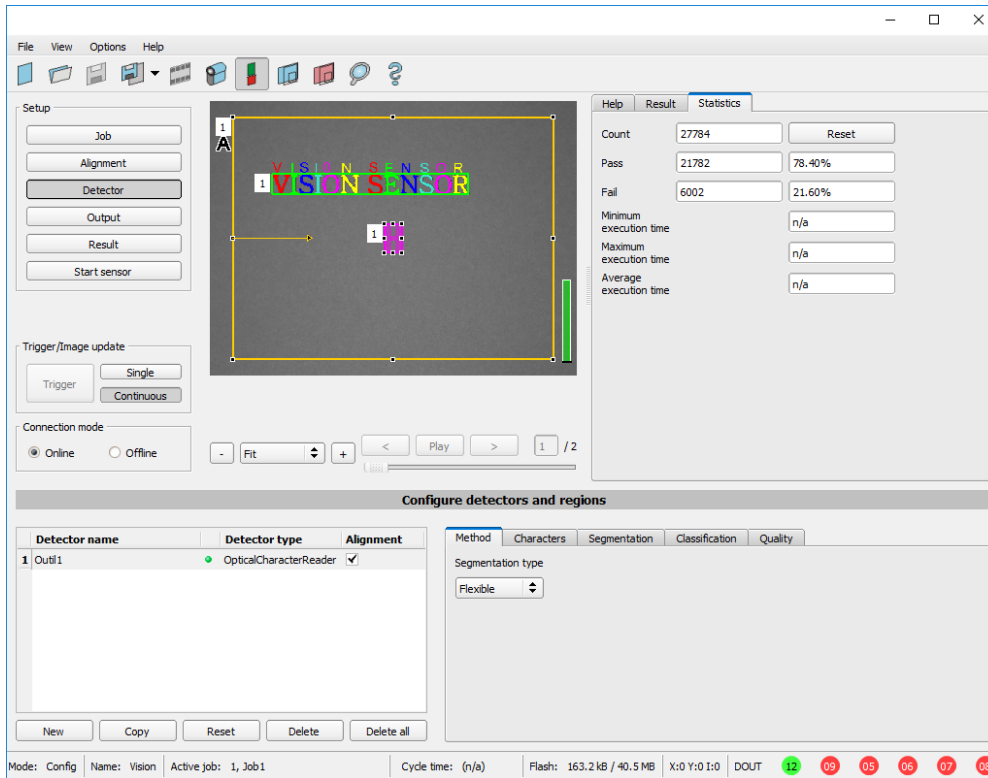 File View Options Help
Setup
Job
Alignment
Detector
Output
Result
Start sensor
Trigger/Image update
Trigger
Single
Continuous
Connection mode
Online Offline
1
A
V I S I O N S E N S O R
1 VISION SENSOR
1
- Fit + < Play > 1 / 2
Help Result Statistics
Count 27784 Reset
Pass 21782 78.40%
Fail 6002 21.60%
Minimum
execution time n/a
Maximum
execution time n/a
Average
execution time n/a
Configure detectors and regions
Detector name Detector type Alignment
1 Outil1 OpticalCharacterReader
New Copy Reset Delete Delete all
Method Characters Segmentation Classification Quality
Segmentation type
Flexible
Mode: Config Name: Vision Active job: 1, Job1 Cycle time: (n/a) Flash: 163.2 kB / 40.5 MB X:0 Y:0 I:0 DOUT 12 09 05 06 07 08